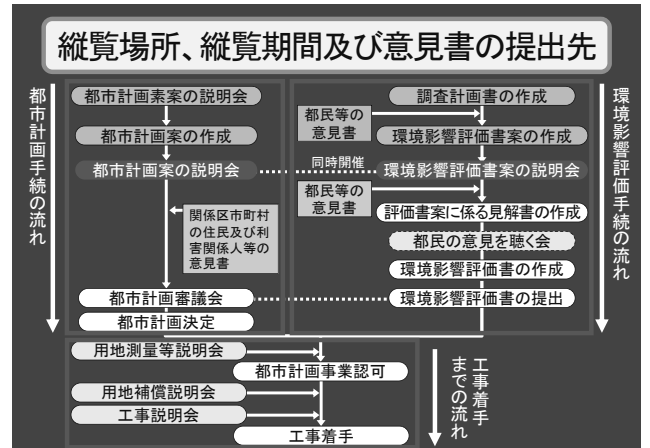 縦覧場所、縦覧期間及び意見書の提出先
都市計画手続の流れ
都市計画素案の説明会
都市計画案の作成
都市計画案の説明会
関係区市町村
の住民及び利
害関係人等の
意見書
都市計画審議会
都市計画決定
同時開催
調査計画書の作成
都民等の
意見書
環境影響評価書案の作成
環境影響評価書案の説明会
都民等の
意見書
評価書案に係る見解書の作成
都民の意見を聴く会
環境影響評価書の作成
環境影響評価書の提出
環境影響評価手続の流れ
用地測量等説明会
都市計画事業認可
用地補償説明会
工事説明会
工事着手
工事着手
までの流れ